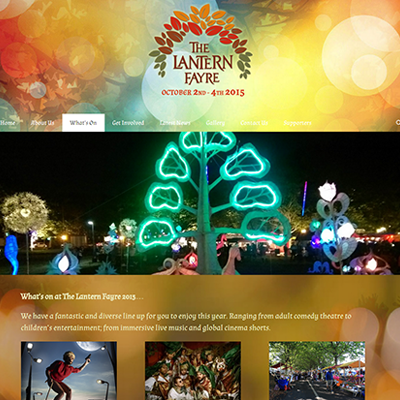 THE
LANTERN
FAYRE
OCTOBER 2ND - 4TH 2015
Home About Us What's On Get Involved Latest News Gallery Contact Us Sponsors
What's on at The Lantern Fayre 2015....
We have a fantastic and diverse line up for you to enjoy this year. Ranging from adult comedy theatre to
children's entertainment; from immersive live music and global cinema shorts.